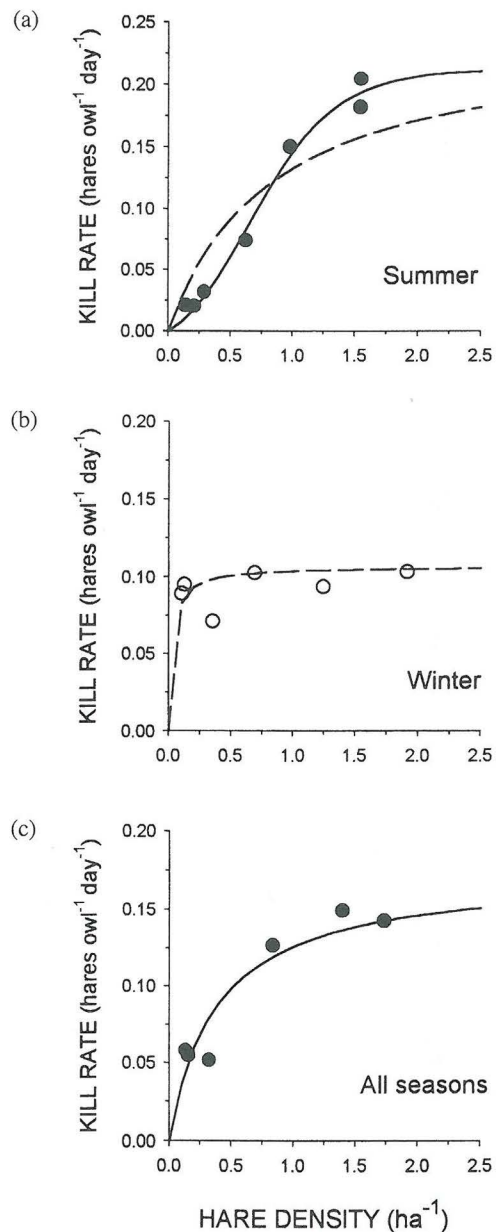 (a)
KILL RATE (hares owl⁻¹ day⁻¹)
0.25
0.20
0.15
0.10
0.05
0.00
Summer
0.0 0.5 1.0 1.5 2.0 2.5
(b)
KILL RATE (hares owl⁻¹ day⁻¹)
0.20
0.15
0.10
0.05
0.00
Winter
0.0 0.5 1.0 1.5 2.0 2.5
(c)
KILL RATE (hares owl⁻¹ day⁻¹)
0.20
0.15
0.10
0.05
0.00
All seasons
0.0 0.5 1.0 1.5 2.0 2.5
HARE DENSITY (ha⁻¹)